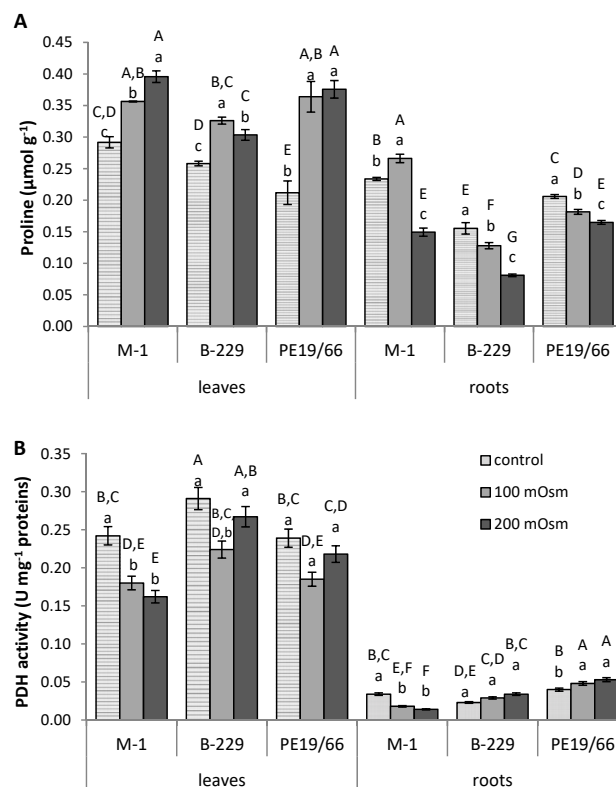 A
Proline (µmol g-1)
0.45
0.40
0.35
0.30
0.25
0.20
0.15
0.10
0.05
0.00
C,D
c
A,B
b
A
a
D
c
B,C
a
C
b
E
b
A,B
a
A
a
B
b
A
a
E
c
E
a
F
b
G
c
C
a
D
b
E
c
M-1 B-229 PE19/66 M-1 B-229 PE19/66
leaves roots
B
PDH activity (U mg-1 proteins)
0.35
0.30
0.25
0.20
0.15
0.10
0.05
0.00
B,C
a
D,E
b
E
b
A
a
B,C,
D,b
A,B
a
B,C
a
D,E
a
C,D
a
B,C
a
E,F
b
F
b
D,E
a
C,D
a
B,C
a
B
b
A
a
A
a
control
100 mOsm
200 mOsm
M-1 B-229 PE19/66 M-1 B-229 PE19/66
leaves roots